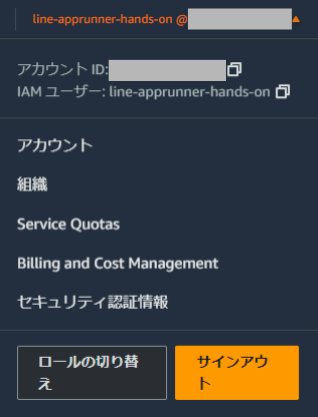 line-apprunner-hands-on @
アカウント ID:
IAM ユーザー: line-apprunner-hands-on
アカウント
組織
Service Quotas
Billing and Cost Management
セキュリティ認証情報
ロールの切り替
え
サインアウ
ト